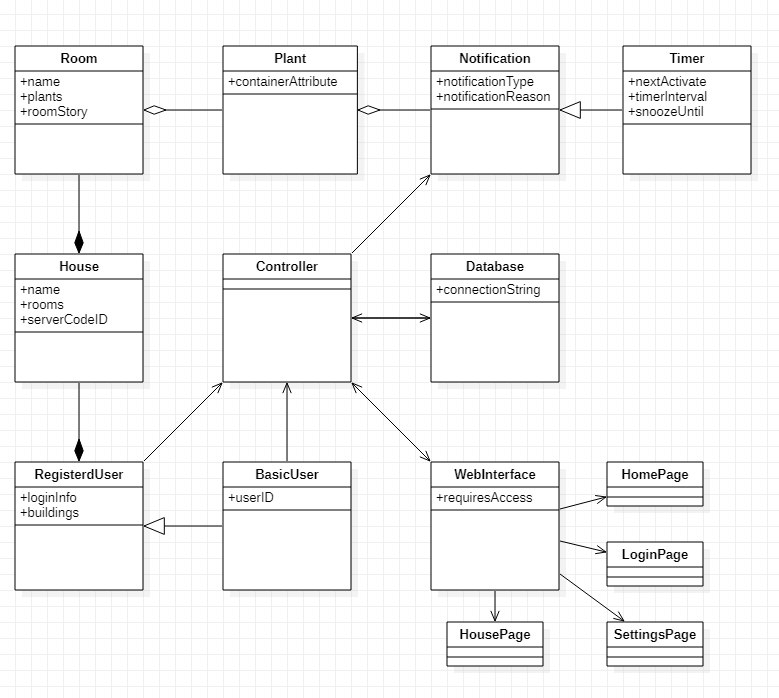 Room
+name
+plants
+roomStory
Plant
+containerAttribute
Notification
+notificationType
+notificationReason
Timer
+nextActivate
+timerInterval
+snoozeUntil
House
+name
+rooms
+serverCodeID
Controller
Database
+connectionString
RegisterdUser
+loginInfo
+buildings
BasicUser
+userID
WebInterface
+requiresAccess
HomePage
LoginPage
HousePage
SettingsPage